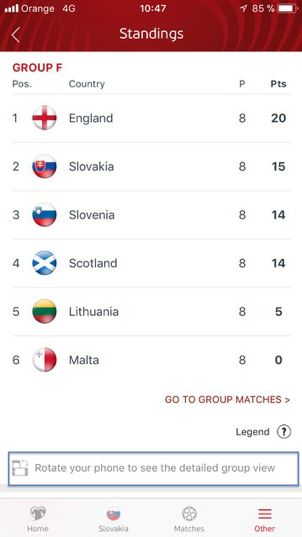 Orange 4G 10:47 85 %
Standings
GROUP F
Pos. Country P Pts
1 England 8 20
2 Slovakia 8 15
3 Slovenia 8 14
4 Scotland 8 14
5 Lithuania 8 5
6 Malta 8 0
GO TO GROUP MATCHES >
Legend ?
Rotate your phone to see the detailed group view
Home Slovakia Matches Other